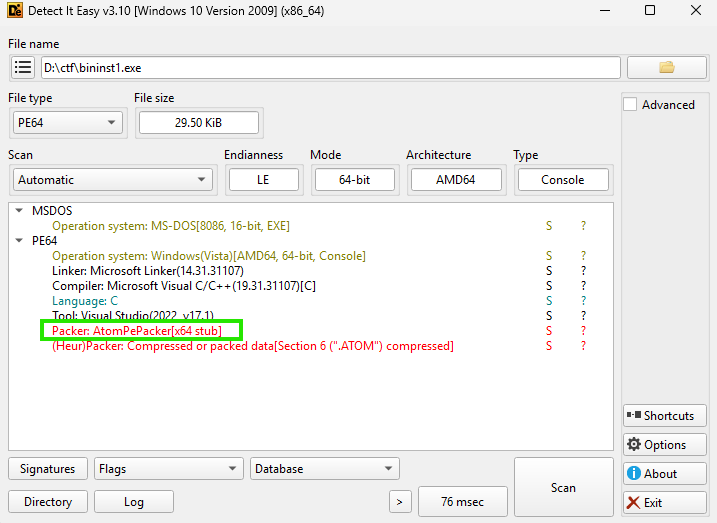 Detect It Easy v3.10 [Windows 10 Version 2009] (x86_64)
File name
D:\ctf\bininst1.exe
File type
File size
Advanced
PE64
29.50 KiB
Scan
Endianness
Mode
Architecture
Type
Automatic
LE
64-bit
AMD64
Console
MSDOS
Operation system: MS-DOS[8086, 16-bit, EXE] S ?
PE64
Operation system: Windows(Vista)[AMD64, 64-bit, Console] S ?
Linker: Microsoft Linker(14.31.31107) S ?
Compiler: Microsoft Visual C/C++(19.31.31107)[C] S ?
Language: C S ?
Tool: Visual Studio(2022, v17.1) S ?
Packer: AtomPePacker[x64 stub] S ?
(Heur)Packer: Compressed or packed data[Section 6 (".ATOM") compressed] S ?
Shortcuts
Options
Signatures
Flags
Database
Scan
About
Directory
Log
>
76 msec
Exit